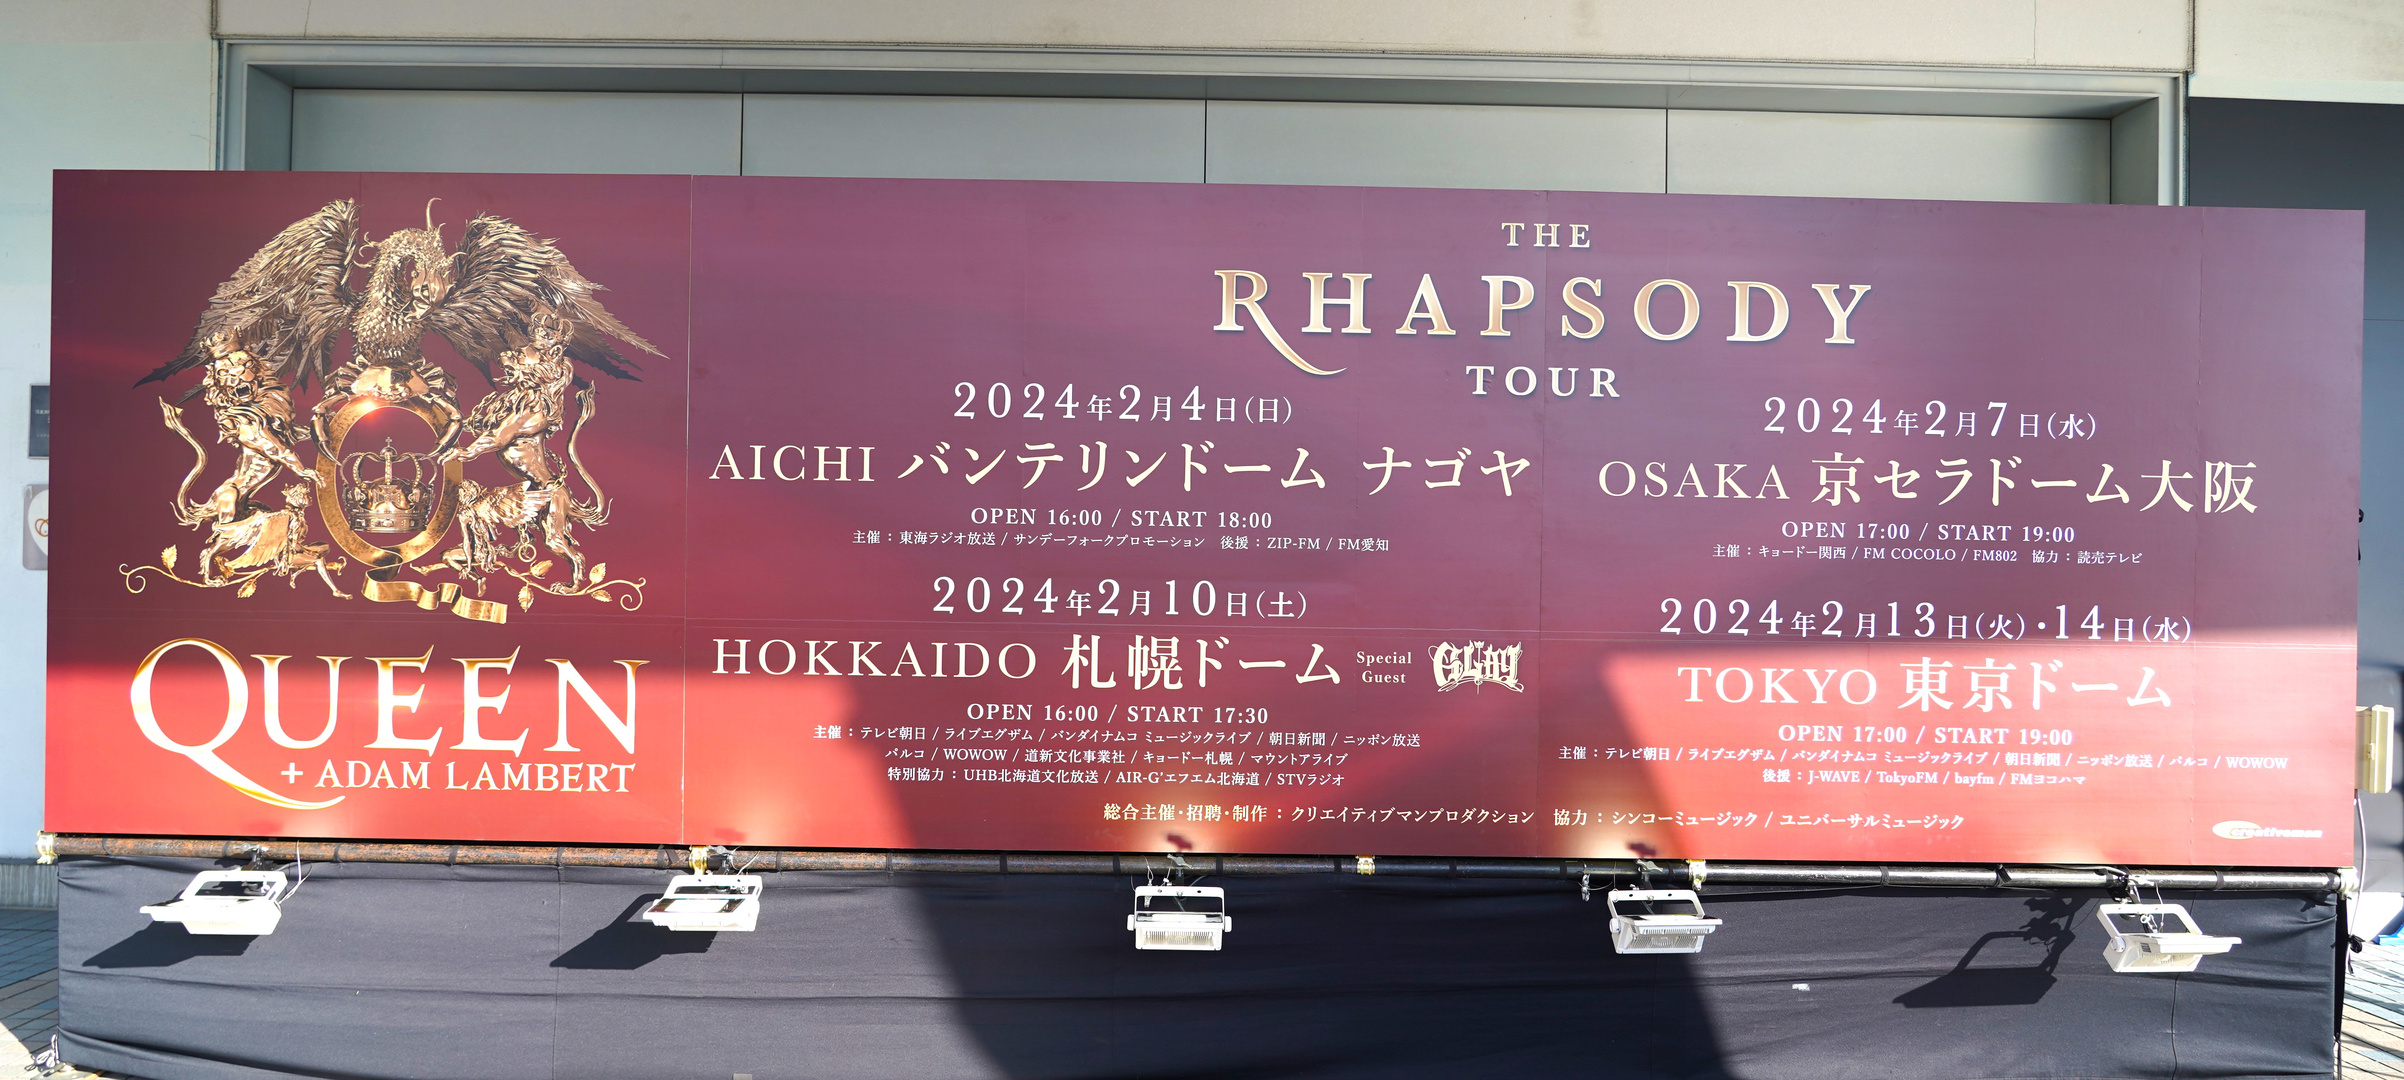 QUEEN
+ ADAM LAMBERT
THE
RHAPSODY
TOUR
2024年2月4日(日)
AICHI バンテリンドーム ナゴヤ
OPEN 16:00 / START 18:00
主催：東海ラジオ放送 / サンデーフォークプロモーション 後援：ZIP-FM / FM愛知
2024年2月7日(水)
OSAKA 京セラドーム大阪
OPEN 17:00 / START 19:00
主催：キョードー関西 / FM COCOLO / FM802 協力：読売テレビ
2024年2月10日(土)
HOKKAIDO 札幌ドーム
Special
Guest
GLAY
OPEN 16:00 / START 17:30
主催：テレビ朝日 / ライブエグザム / バンダイナムコ ミュージックライブ / 朝日新聞 / ニッポン放送
パルコ / WOWOW / 道新文化事業社 / キョードー札幌 / マウントアライブ
特別協力：UHB北海道文化放送 / AIR-G'エフエム北海道 / STVラジオ
2024年2月13日(火)・14日(水)
TOKYO 東京ドーム
OPEN 17:00 / START 19:00
主催：テレビ朝日 / ライブエグザム / バンダイナムコ ミュージックライブ / 朝日新聞 / ニッポン放送 / パルコ / WOWOW
後援：J-WAVE / TokyoFM / bayfm / FMヨコハマ
総合主催・招聘・制作：クリエイティブマンプロダクション 協力：シンコーミュージック / ユニバーサルミュージック
creativeman